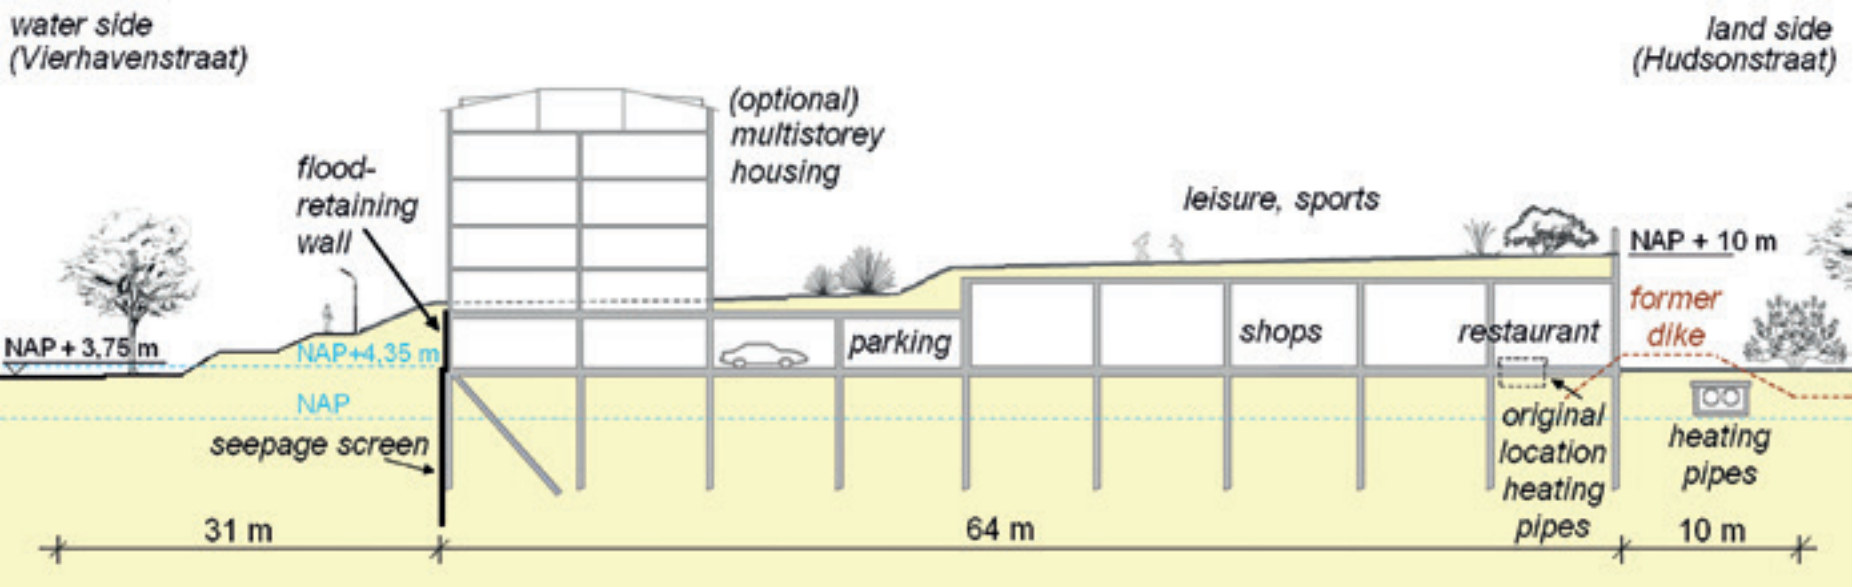 water side
(Vierhavenstraat)
land side
(Hudsonstraat)
(optional)
multistorey
housing
flood-
retaining
wall
leisure, sports
NAP + 10 m
former
dike
NAP + 3,75 m
NAP+4,35 m
parking
shops
restaurant
NAP
seepage screen
original
location
heating
pipes
heating
pipes
31 m
64 m
10 m